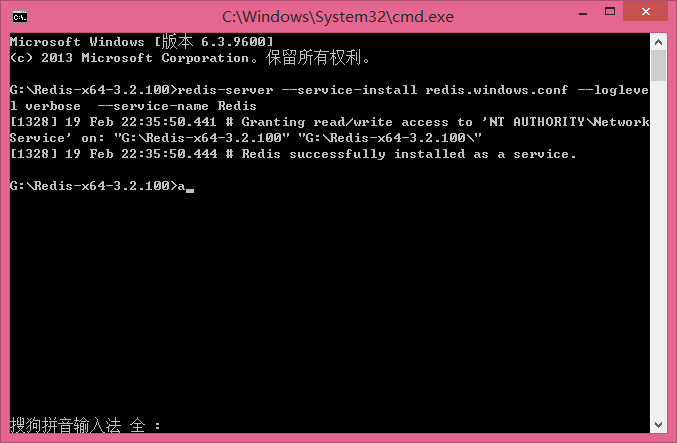 C:\Windows\System32\cmd.exe
Microsoft Windows [版本 6.3.9600]
(c) 2013 Microsoft Corporation。保留所有权利。
G:\Redis-x64-3.2.100>redis-server --service-install redis.windows.conf --logleve
l verbose  --service-name Redis
[1328] 19 Feb 22:35:50.441 # Granting read/write access to 'NT AUTHORITY\Network
Service' on: "G:\Redis-x64-3.2.100" "G:\Redis-x64-3.2.100\"
[1328] 19 Feb 22:35:50.444 # Redis successfully installed as a service.
G:\Redis-x64-3.2.100>a
搜狗拼音输入法 全 :